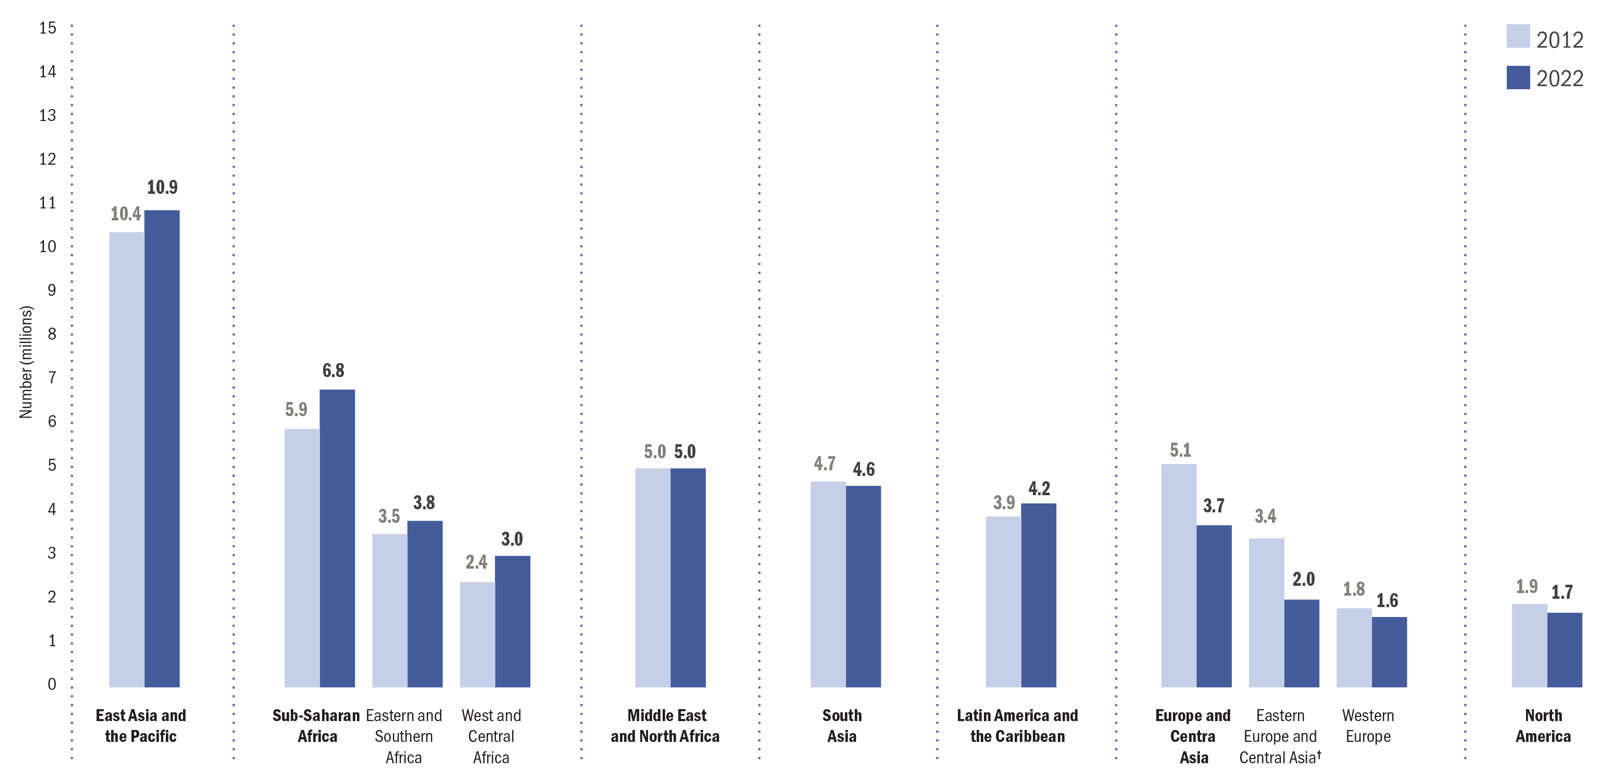 15
14
13
12
11
10
9
8
7
6
5
4
3
2
1
0
Number (millions)
2012
2022
10.4
10.9
5.9
6.8
3.5
3.8
2.4
3.0
5.0
5.0
4.7
4.6
3.9
4.2
5.1
3.7
3.4
2.0
1.8
1.6
1.9
1.7
East Asia and
the Pacific
Sub-Saharan
Africa
Eastern and
Southern
Africa
West and
Central
Africa
Middle East
and North Africa
South
Asia
Latin America and
the Caribbean
Europe and
Centra
Asia
Eastern
Europe and
Central Asia†
Western
Europe
North
America